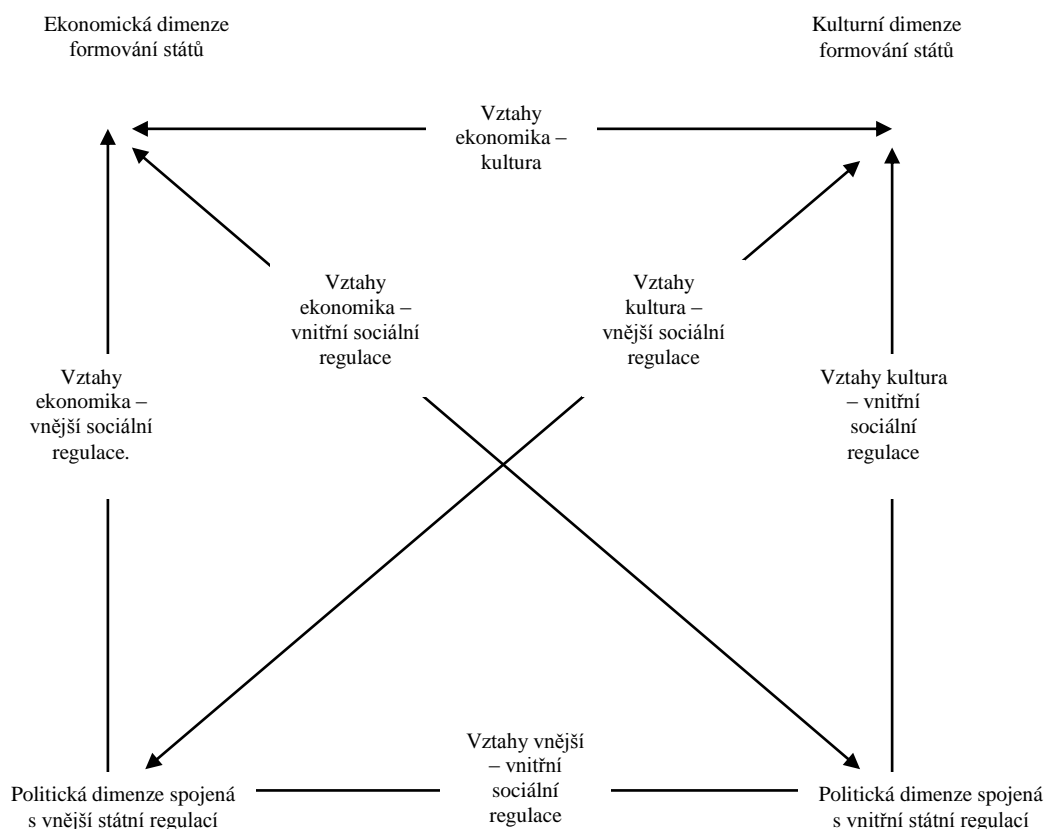 Ekonomická dimenze
formování států
Kulturní dimenze
formování států
Vztahy
ekonomika –
kultura
Vztahy
ekonomika –
vnitřní sociální
regulace
Vztahy
kultura –
vnější sociální
regulace
Vztahy
ekonomika –
vnější sociální
regulace.
Vztahy kultura
– vnitřní
sociální
regulace
Vztahy vnější
– vnitřní
sociální
regulace
Politická dimenze spojená
s vnější státní regulací
Politická dimenze spojená
s vnitřní státní regulací